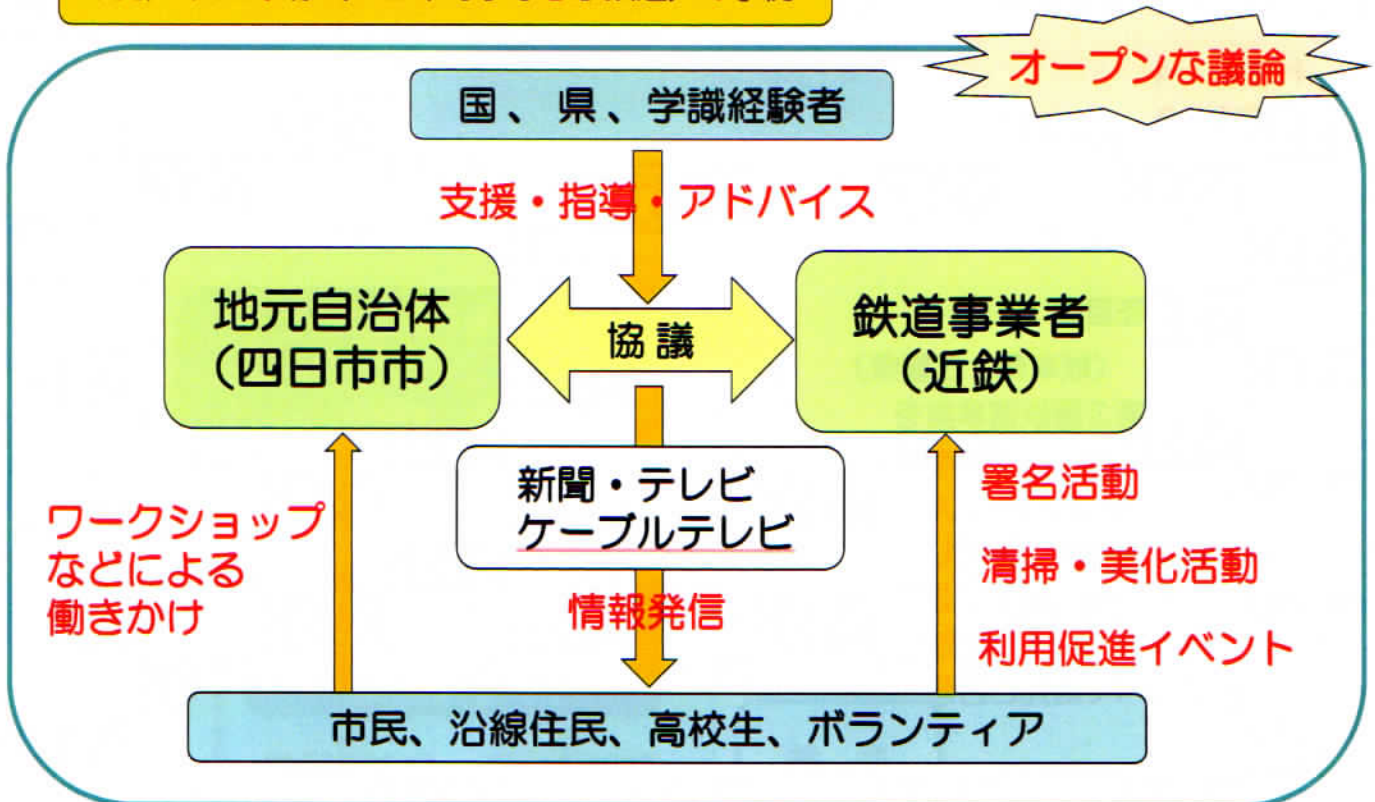 オープンな議論
国、県、学識経験者
支援・指導・アドバイス
地元自治体
(四日市市)
協議
鉄道事業者
(近鉄)
新聞・テレビ
ケーブルテレビ
ワークショップ
などによる
働きかけ
情報発信
署名活動
清掃・美化活動
利用促進イベント
市民、沿線住民、高校生、ボランティア